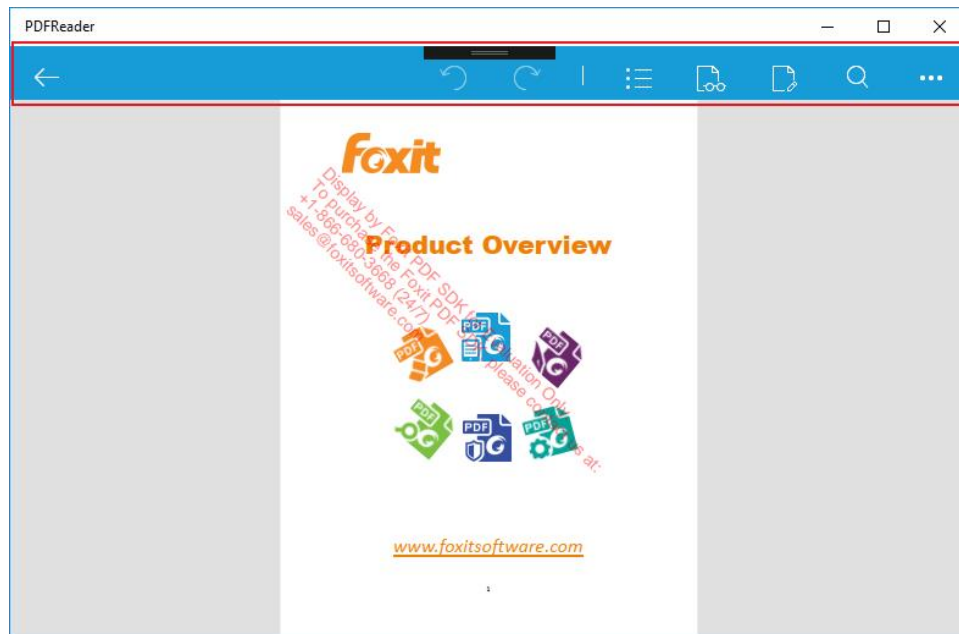 PDFReader
Foxit
Display by Foxit PDF SDK for Evaluation Only.
To purchase the Foxit PDF SDK please contact us at:
+1-866-680-3668 (24/7)
sales@foxitsoftware.com
Product Overview
PDF
PDF
PDF
PDF
PDF
PDF
www.foxitsoftware.com
1